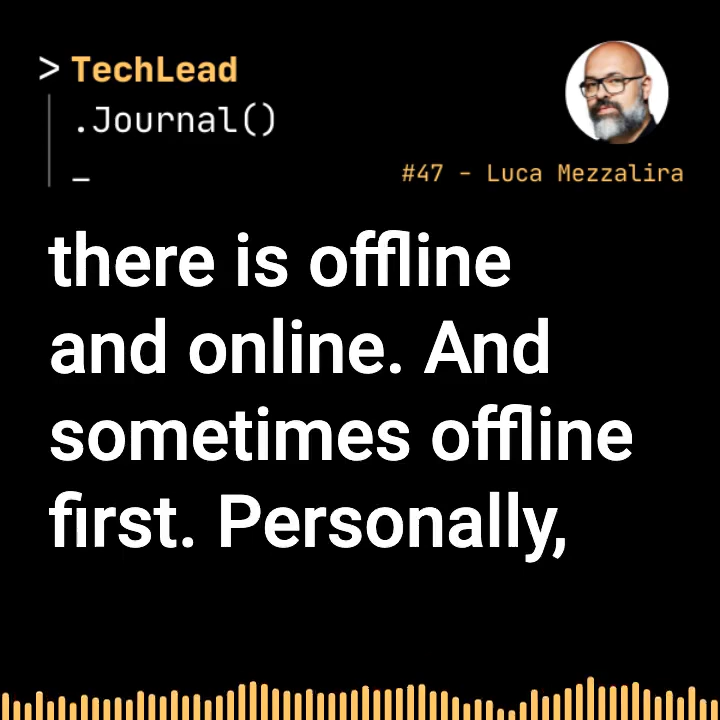 > TechLead
.Journal()
_
#47 - Luca Mezzalira
there is offline
and online. And
sometimes offline
first. Personally,